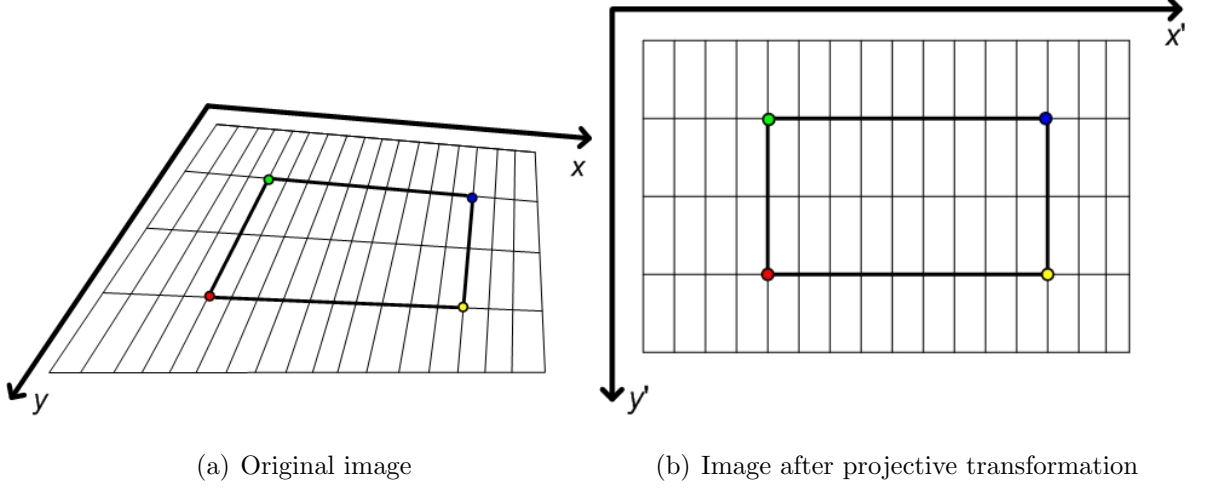 x
y
x'
y'
(a) Original image
(b) Image after projective transformation